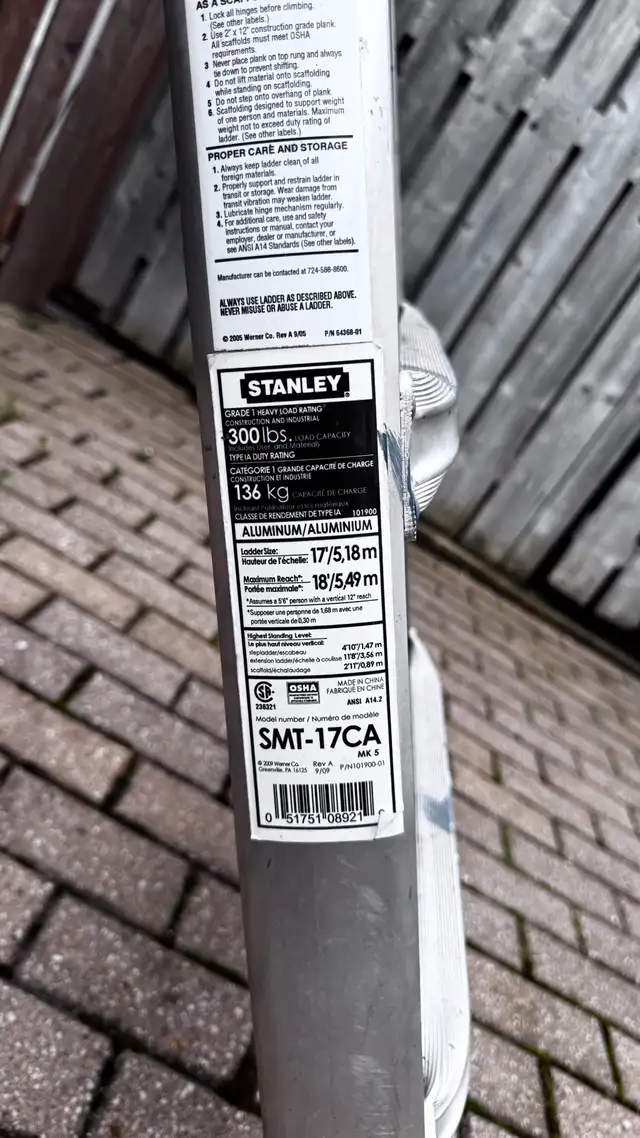 AS A SCAFFOLD
1. Lock all hinges before climbing.
(See other labels.)
2. Use 2" x 12" construction grade plank.
All scaffolds must meet OSHA
requirements.
3 Never place plank on top rung and always
tie down to prevent shifting.
4 Do not lift material onto scaffolding
while standing on scaffolding.
5 Do not step onto overhang of plank.
6. Scaffolding designed to support weight
of one person and materials. Maximum
weight not to exceed duty rating of
ladder. (See other labels.)
PROPER CARE AND STORAGE
1. Always keep ladder clean of all
foreign materials.
2. Properly support and restrain ladder in
transit or storage. Wear damage from
transit vibration may weaken ladder.
3. Lubricate hinge mechanism regularly.
4. For additional care, use and safety
instructions or manual, contact your
employer, dealer or manufacturer, or
see ANSI A14 Standards (See other labels).
Manufacturer can be contacted at 724-588-8600.
ALWAYS USE LADDER AS DESCRIBED ABOVE.
NEVER MISUSE OR ABUSE A LADDER.
© 2005 Werner Co. Rev A 9/05 P/N 64368-01
STANLEY®
GRADE 1 HEAVY LOAD RATING
CONSTRUCTION AND INDUSTRIAL
300 lbs. LOAD CAPACITY
Includes User and Materials
TYPE IA DUTY RATING
CATÉGORIE 1 GRANDE CAPACITÉ DE CHARGE
CONSTRUCTION ET INDUSTRIE
136 kg CAPACITÉ DE CHARGE
Incluant l'utilisateur et les matériaux
CLASSE DE RENDEMENT DE TYPE IA 101900
ALUMINUM/ALUMINIUM
Ladder Size: 17'/5,18 m
Hauteur de l'échelle:
Maximum Reach*: 18'/5,49 m
Portée maximale*:
*Assumes a 5'6" person with a vertical 12" reach
*Supposer une personne de 1,68 m avec une
portée verticale de 0,30 m
Highest Standing Level:
Le plus haut niveau vertical:
stepladder/escabeau 4'10"/1,47 m
extension ladder/échelle à coulisse 11'8"/3,56 m
scaffold/échafaudage 2'11"/0,89 m
236321
OSHA
MADE IN CHINA
FABRIQUÉ EN CHINE
ANSI A14.2
Model number / Numéro de modèle
SMT-17CA
MK 5
© 2009 Werner Co. Rev A P/N101900-01
Greenville, PA 16125 9/09
0 51751 08921